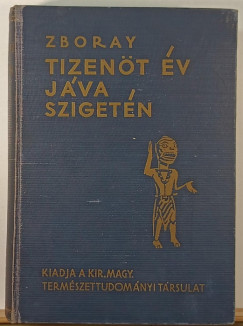 ZBORAY
TIZENÖT ÉV
JÁVA
SZIGETÉN
KIADJA A KIR. MAGY.
TERMÉSZETTUDOMÁNYI TÁRSULAT